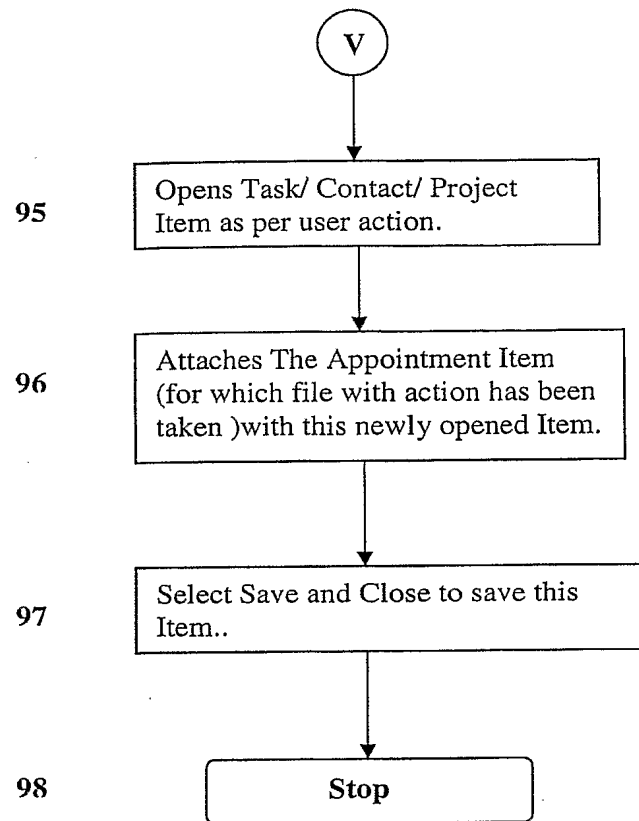 V
95
Opens Task/ Contact/ Project
Item as per user action.
96
Attaches The Appointment Item
(for which file with action has been
taken )with this newly opened Item.
97
Select Save and Close to save this
Item..
98
Stop